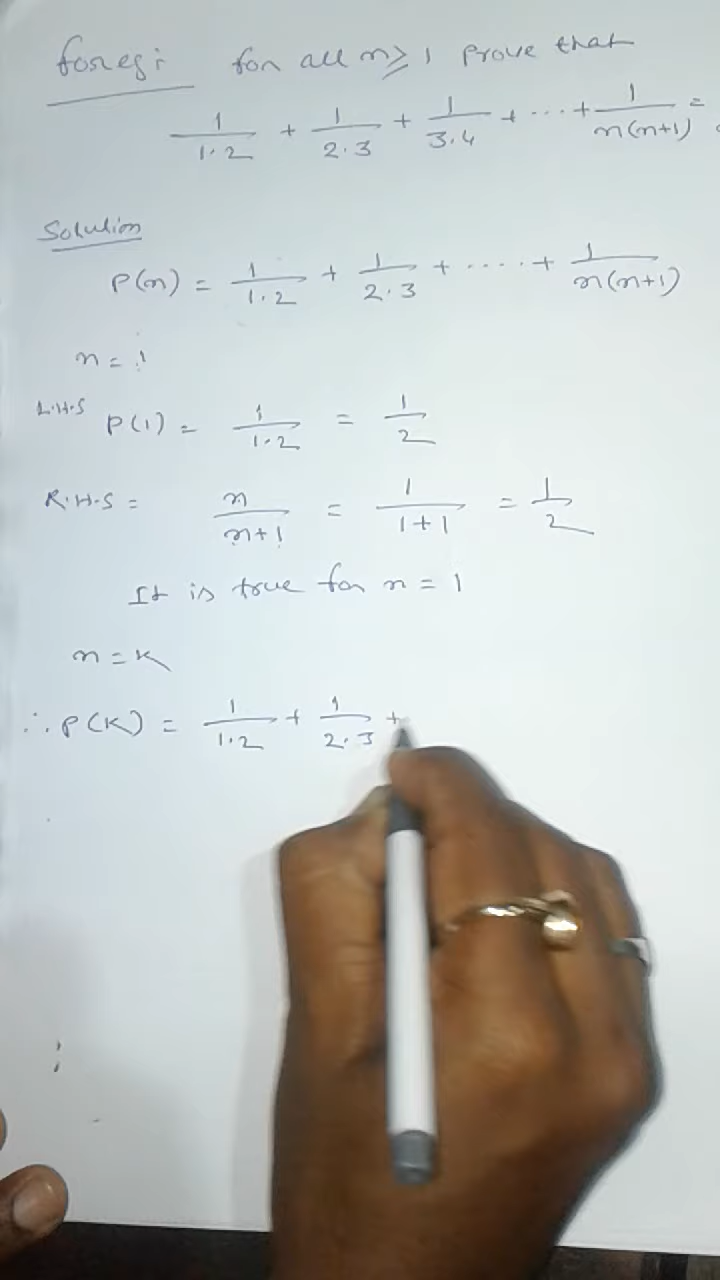 for eg:   for all n ≥ 1 prove that
1/1·2 + 1/2·3 + 1/3·4 + ··· + 1/n(n+1) =
Solution
P(n) = 1/1·2 + 1/2·3 + ····· + 1/n(n+1)
n = 1
L.H.S P(1) = 1/1·2 = 1/2
R.H.S = n/n+1 = 1/1+1 = 1/2
It is true for n = 1
n = K
∴ P(K) = 1/1·2 + 1/2·3 +